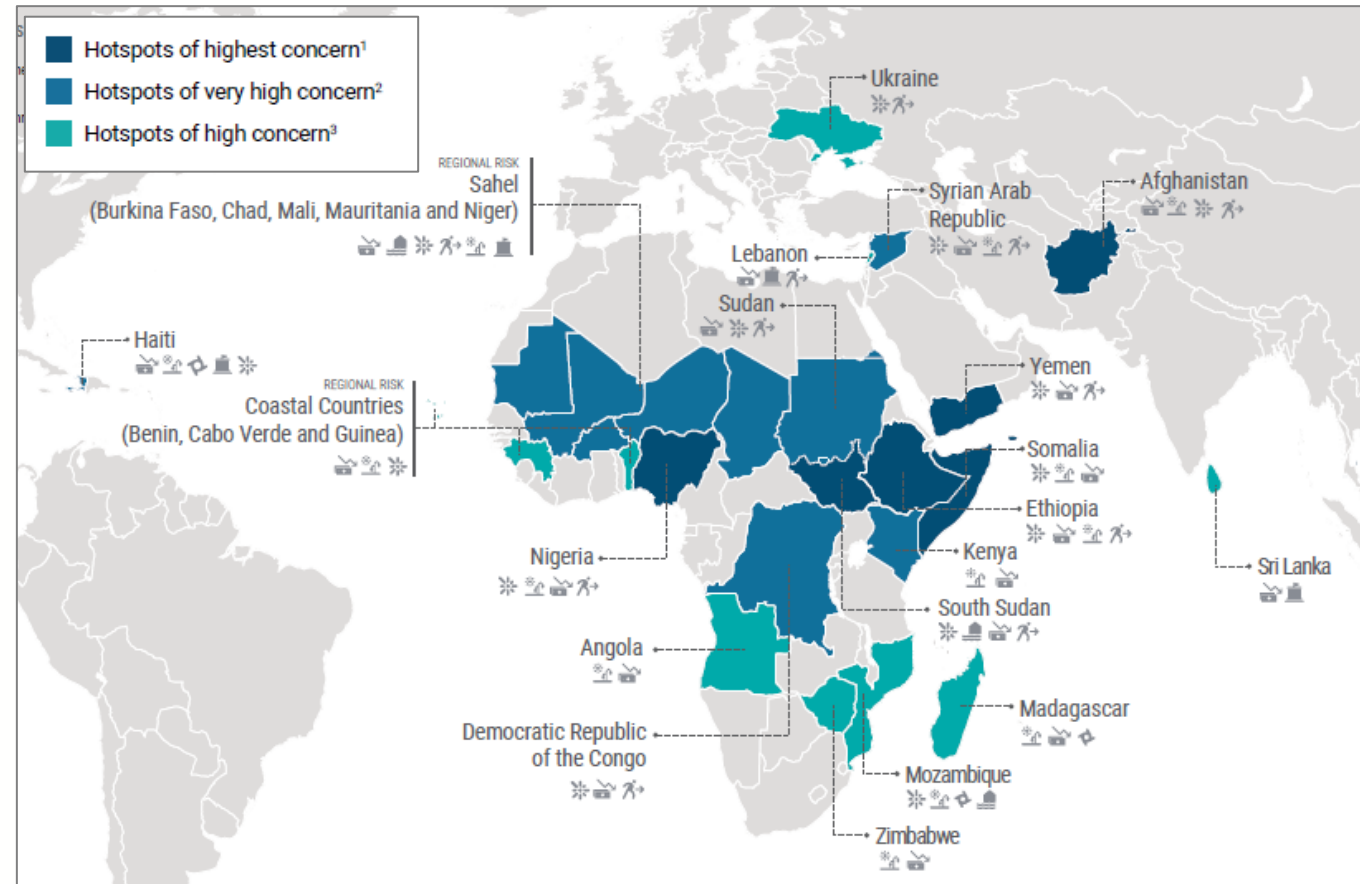 Hotspots of highest concern¹
Hotspots of very high concern²
Hotspots of high concern³
Ukraine
REGIONAL RISK
Sahel
(Burkina Faso, Chad, Mali, Mauritania and Niger)
Syrian Arab
Republic
Afghanistan
Lebanon
Sudan
Haiti
Yemen
REGIONAL RISK
Coastal Countries
(Benin, Cabo Verde and Guinea)
Somalia
Ethiopia
Nigeria
Kenya
Sri Lanka
South Sudan
Angola
Madagascar
Democratic Republic
of the Congo
Mozambique
Zimbabwe